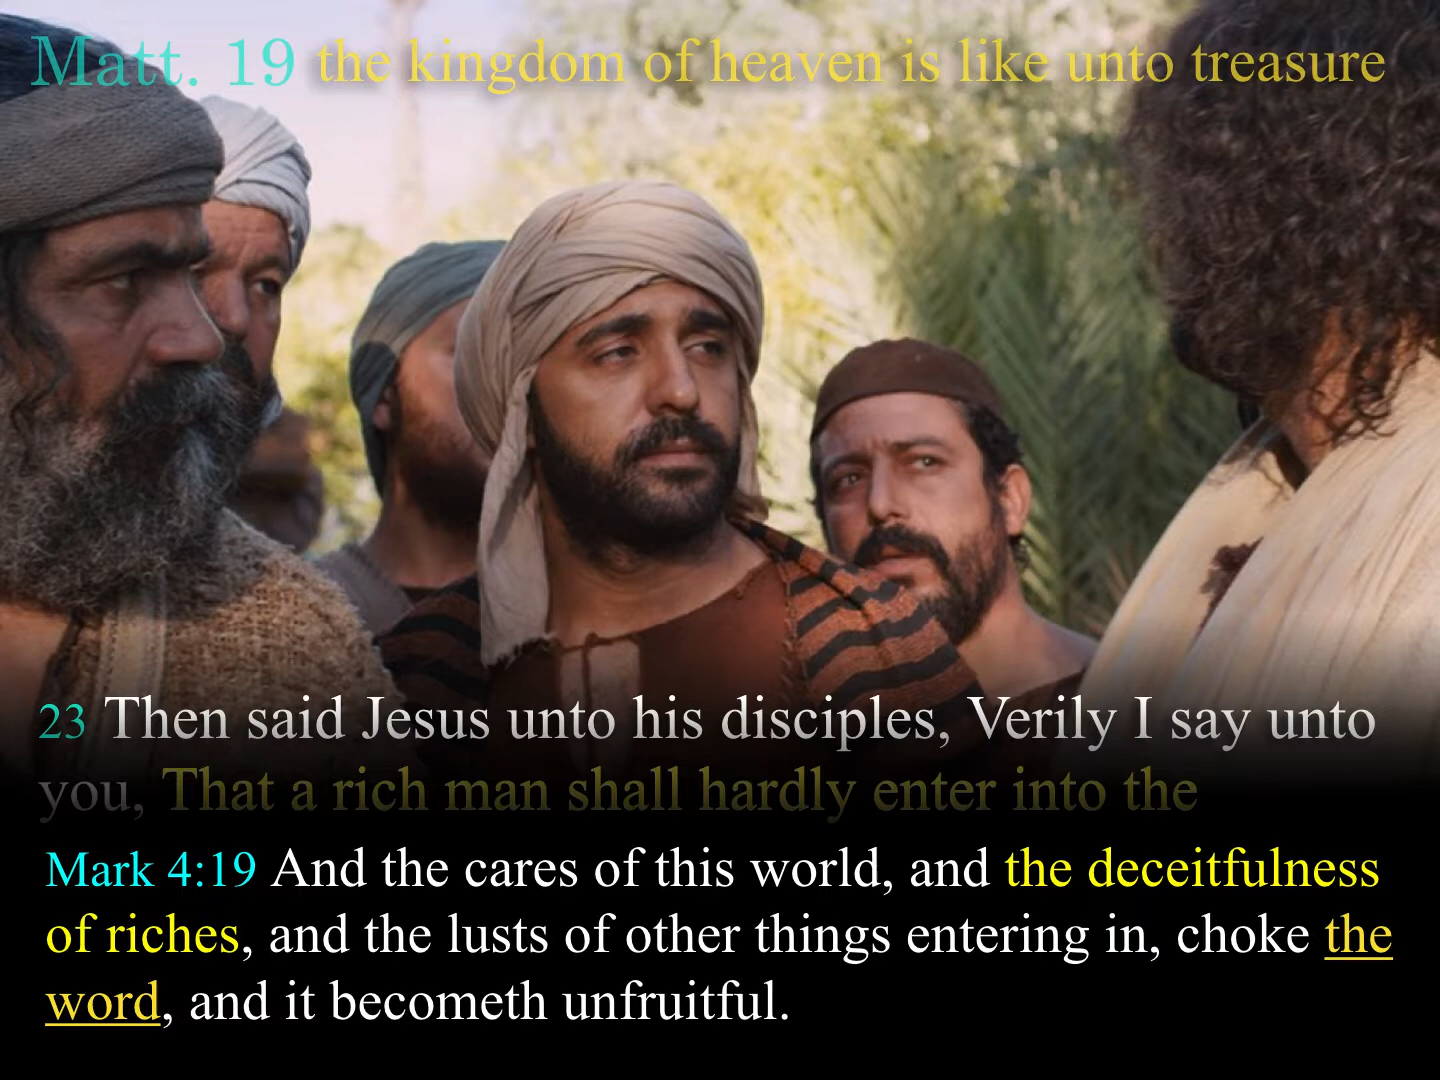 Matt. 19 the kingdom of heaven is like unto treasure
23 Then said Jesus unto his disciples, Verily I say unto
you, That a rich man shall hardly enter into the
Mark 4:19 And the cares of this world, and the deceitfulness
of riches, and the lusts of other things entering in, choke the
word, and it becometh unfruitful.